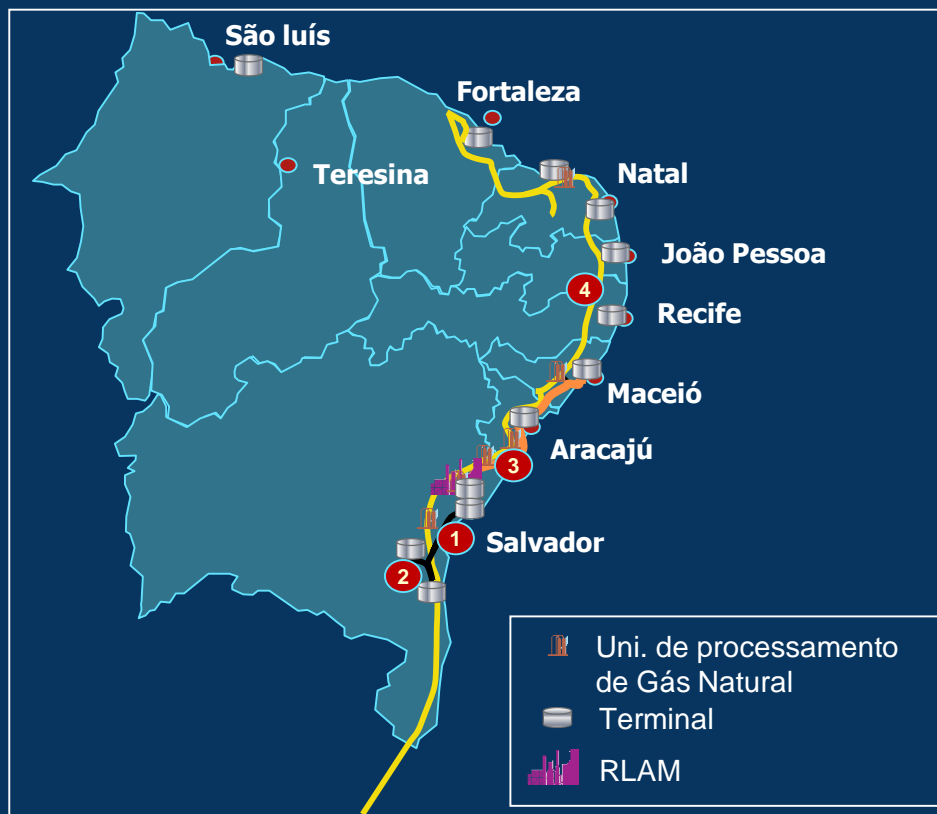 São luís
Fortaleza
Teresina
Natal
João Pessoa
4
Recife
Maceió
Aracajú
3
1
Salvador
2
Uni. de processamento
de Gás Natural
Terminal
RLAM